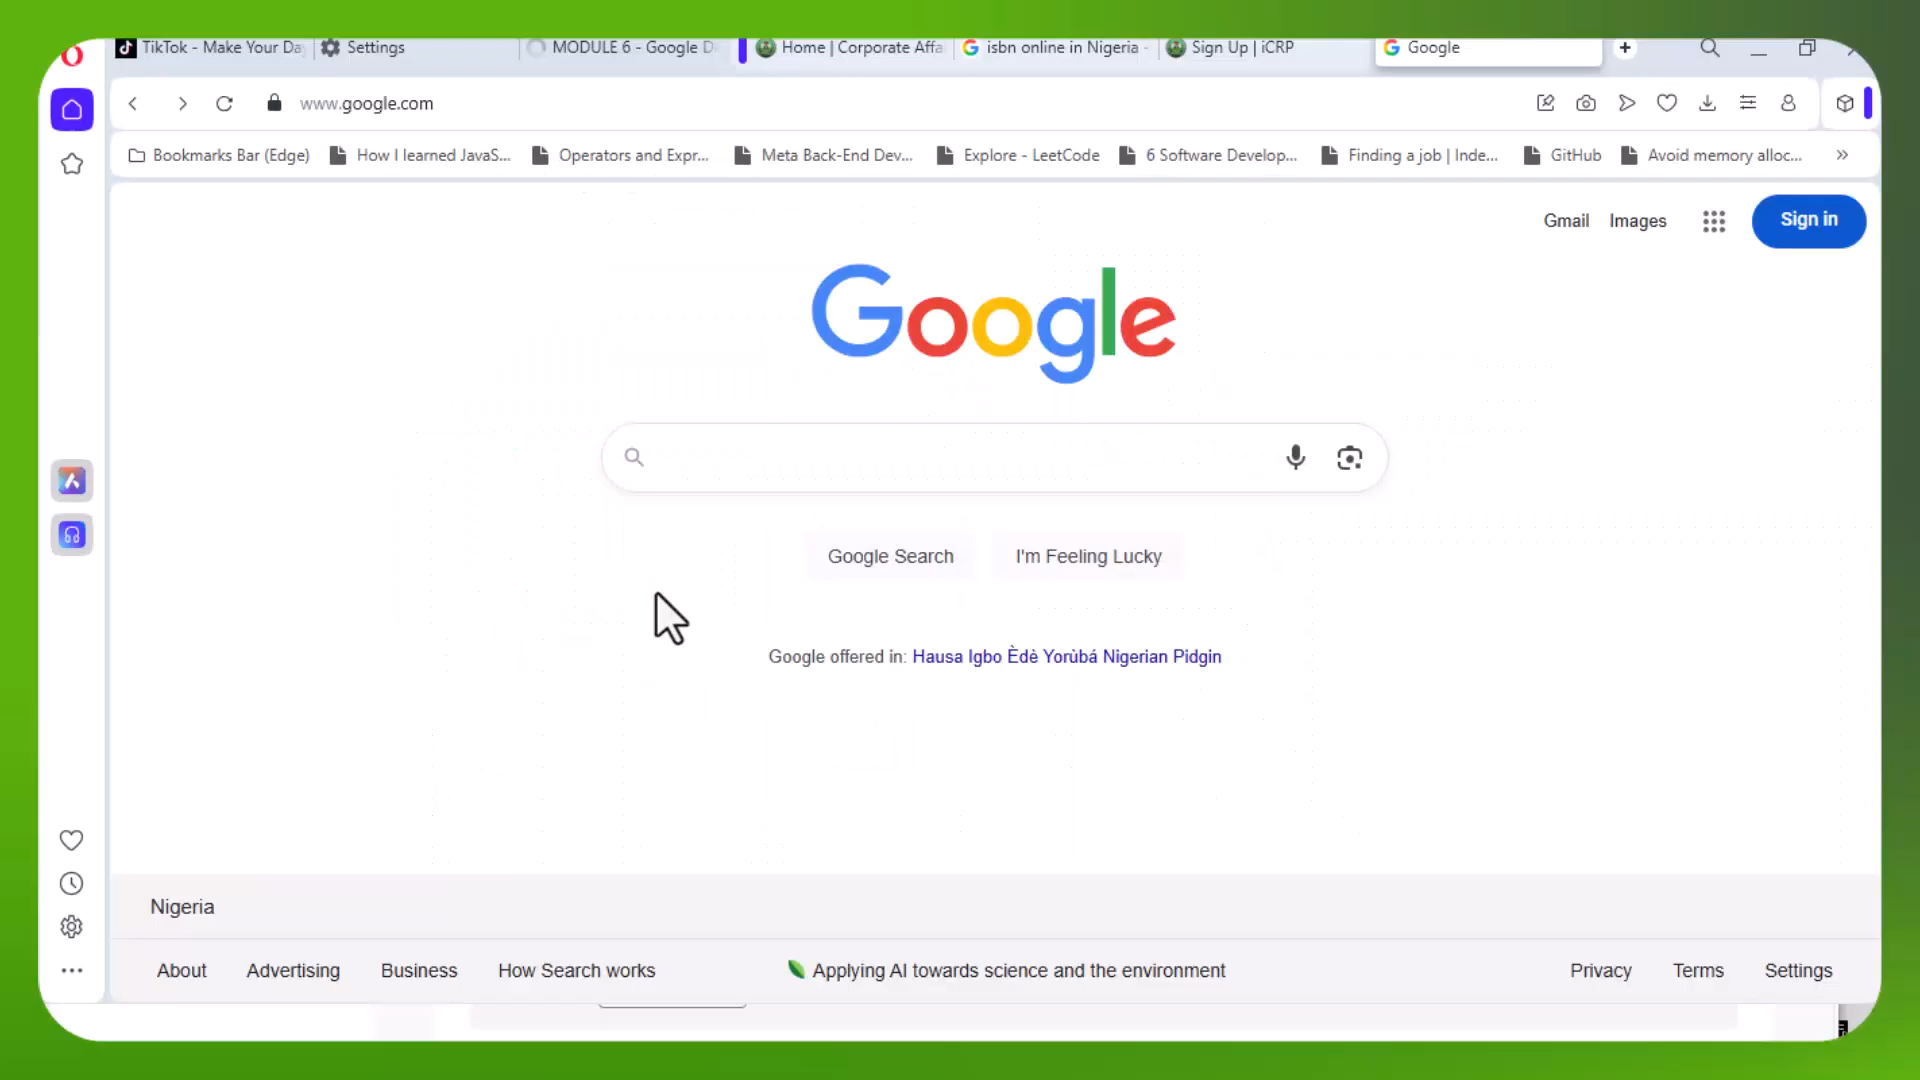 TikTok - Make Your Da Settings MODULE 6 - Google D Home | Corporate Affa isbn online in Nigeria - Sign Up | iCRP Google
www.google.com
Bookmarks Bar (Edge) How I learned JavaS... Operators and Expr... Meta Back-End Dev... Explore - LeetCode 6 Software Develop... Finding a job | Inde... GitHub Avoid memory alloc...
Gmail Images Sign in
Google
Google Search I'm Feeling Lucky
Google offered in: Hausa Igbo Èdè Yorùbá Nigerian Pidgin
Nigeria
About Advertising Business How Search works Applying AI towards science and the environment Privacy Terms Settings